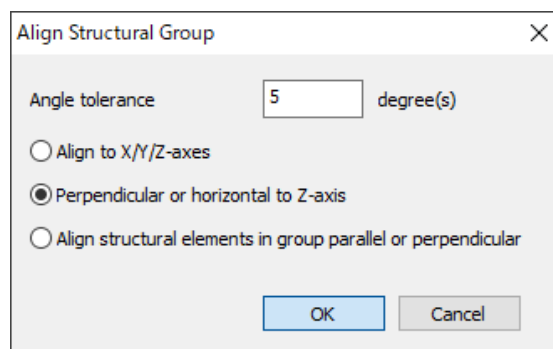 Align Structural Group
Angle tolerance 5 degree(s)
Align to X/Y/Z-axes
Perpendicular or horizontal to Z-axis
Align structural elements in group parallel or perpendicular
OK Cancel